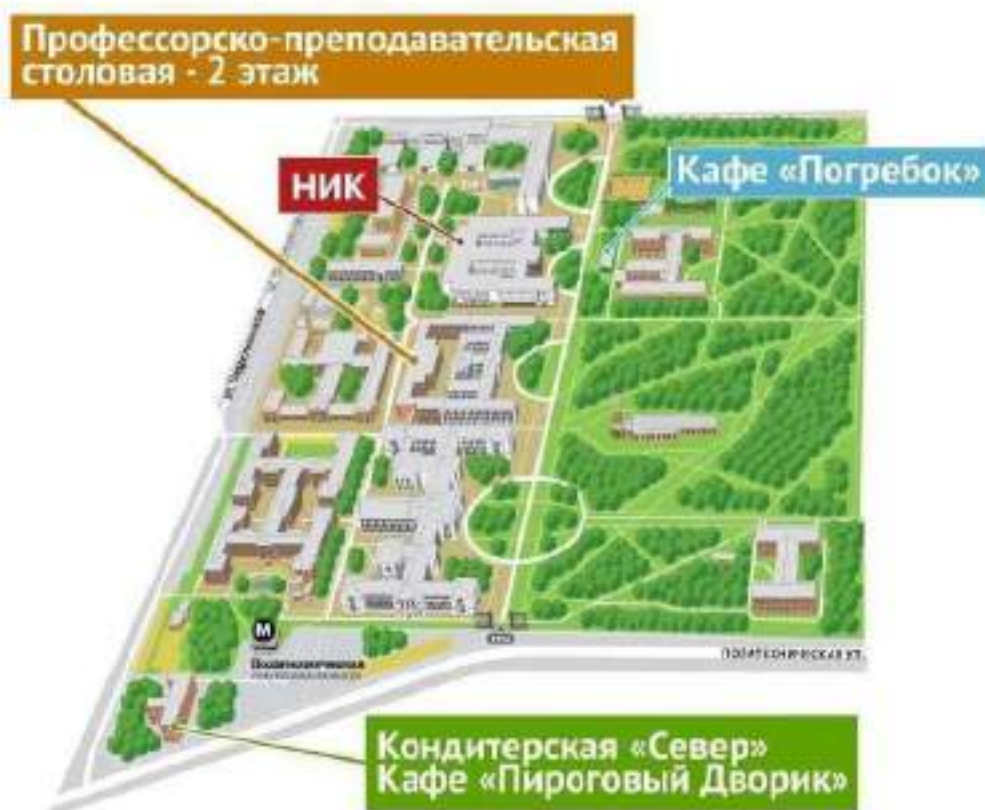 Профессорско-преподавательская
столовая - 2 этаж
НИК
Кафе «Погребок»
М
Политехническая
ПОЛИТЕХНИЧЕСКАЯ УЛ.
Кондитерская «Север»
Кафе «Пироговый Дворик»